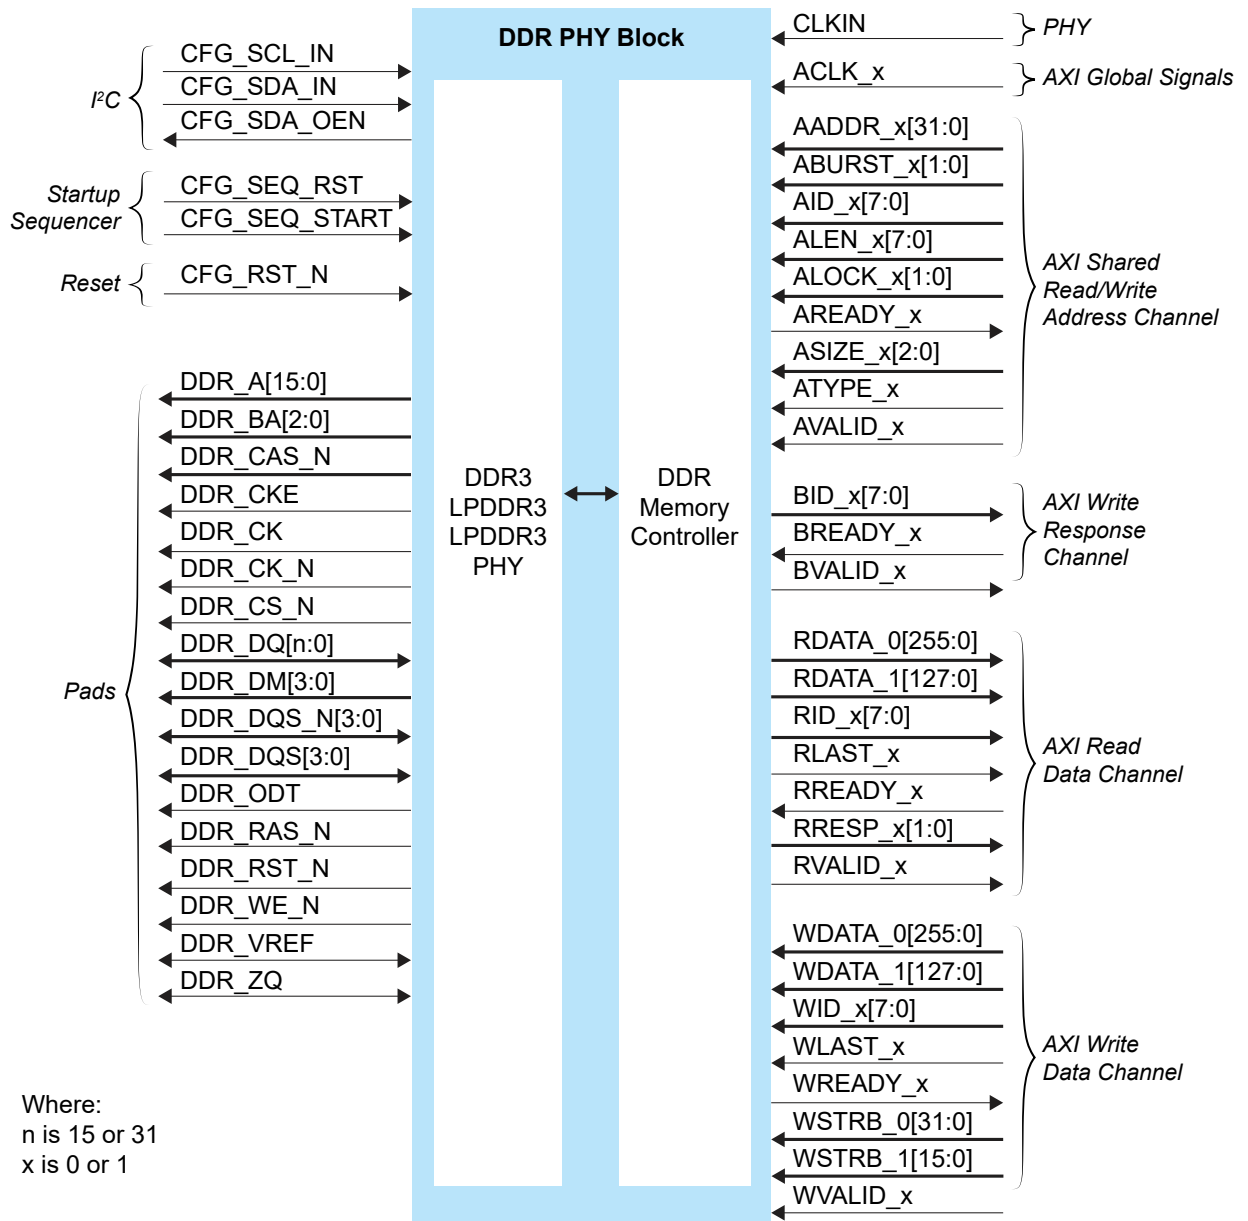 DDR PHY Block
I²C
CFG_SCL_IN
CFG_SDA_IN
CFG_SDA_OEN
Startup
Sequencer
CFG_SEQ_RST
CFG_SEQ_START
Reset
CFG_RST_N
Pads
DDR_A[15:0]
DDR_BA[2:0]
DDR_CAS_N
DDR_CKE
DDR_CK
DDR_CK_N
DDR_CS_N
DDR_DQ[n:0]
DDR_DM[3:0]
DDR_DQS_N[3:0]
DDR_DQS[3:0]
DDR_ODT
DDR_RAS_N
DDR_RST_N
DDR_WE_N
DDR_VREF
DDR_ZQ
Where:
n is 15 or 31
x is 0 or 1
DDR3
LPDDR3
LPDDR3
PHY
DDR
Memory
Controller
CLKIN
PHY
ACLK_x
AXI Global Signals
AADDR_x[31:0]
ABURST_x[1:0]
AID_x[7:0]
ALEN_x[7:0]
ALOCK_x[1:0]
AREADY_x
ASIZE_x[2:0]
ATYPE_x
AVALID_x
AXI Shared
Read/Write
Address Channel
BID_x[7:0]
BREADY_x
BVALID_x
AXI Write
Response
Channel
RDATA_0[255:0]
RDATA_1[127:0]
RID_x[7:0]
RLAST_x
RREADY_x
RRESP_x[1:0]
RVALID_x
AXI Read
Data Channel
WDATA_0[255:0]
WDATA_1[127:0]
WID_x[7:0]
WLAST_x
WREADY_x
WSTRB_0[31:0]
WSTRB_1[15:0]
WVALID_x
AXI Write
Data Channel